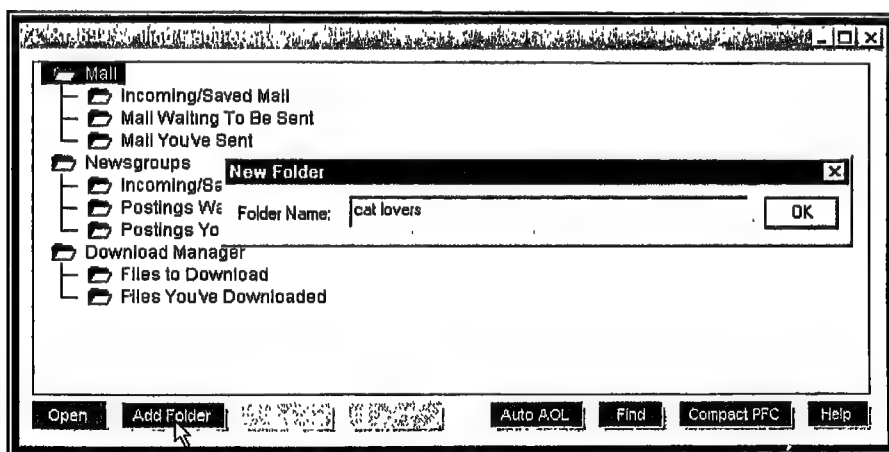 Mail
Incoming/Saved Mail
Mail Waiting To Be Sent
Mail You've Sent
Newsgroups
Incoming/Sa
Postings Wa
Postings Yo
New Folder
Folder Name: cat lovers OK
Download Manager
Files to Download
Files You've Downloaded
Open Add Folder Auto AOL Find Compact PFC Help